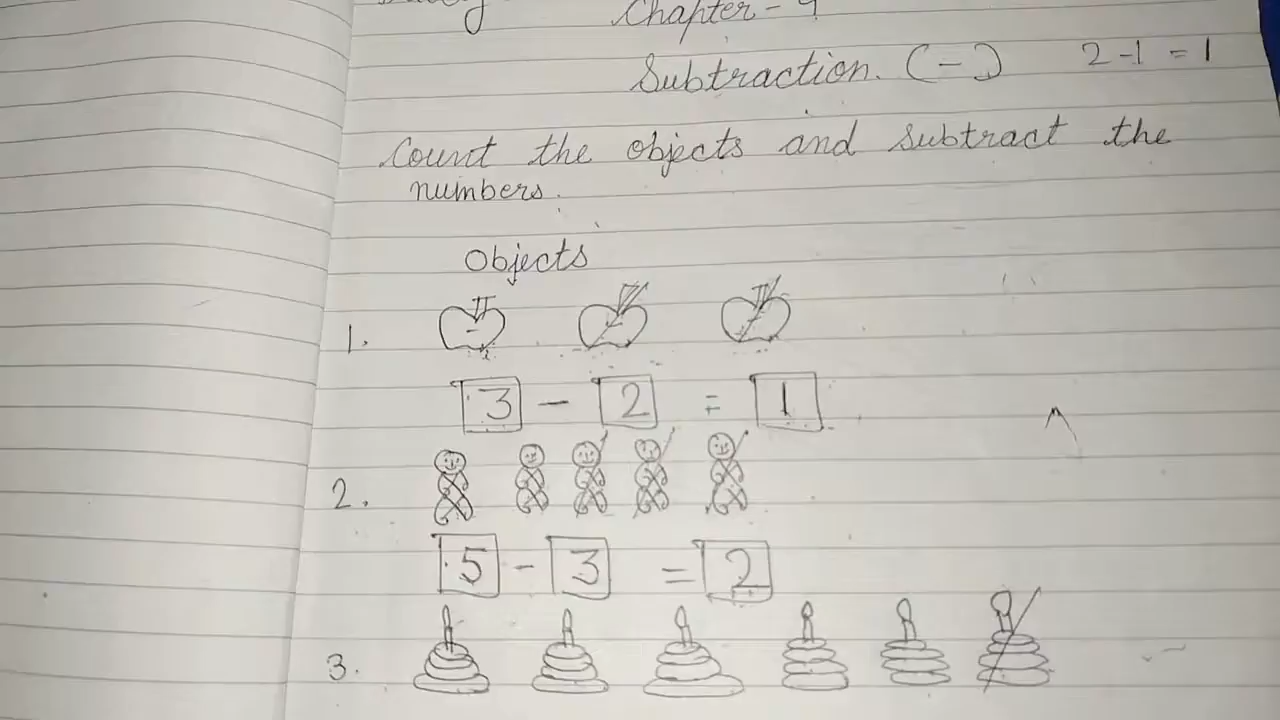 Chapter - 9
Subtraction. (-) 2-1 = 1
Count the objects and subtract the
numbers.
Objects
1.
3 - 2 = 1
2.
5 - 3 = 2
3.